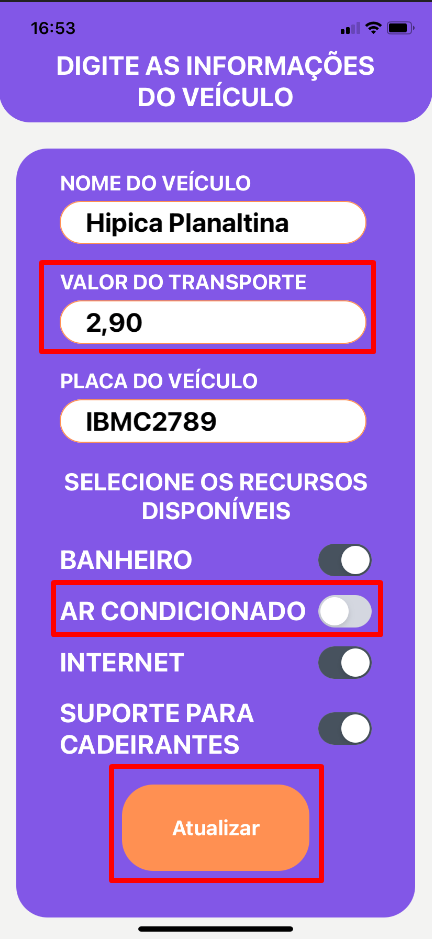 16:53
DIGITE AS INFORMAÇÕES
DO VEÍCULO
NOME DO VEÍCULO
Hipica Planaltina
VALOR DO TRANSPORTE
2,90
PLACA DO VEÍCULO
IBMC2789
SELECIONE OS RECURSOS
DISPONÍVEIS
BANHEIRO
AR CONDICIONADO
INTERNET
SUPORTE PARA
CADEIRANTES
Atualizar